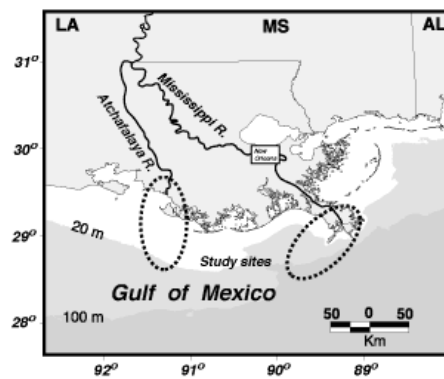 LA
MS
AL
31°
Mississippi R.
Atchafalaya R.
30°
New
Orleans
29°
20 m
Study sites
Gulf of Mexico
28°
100 m
50 0 50
Km
92° 91° 90° 89°